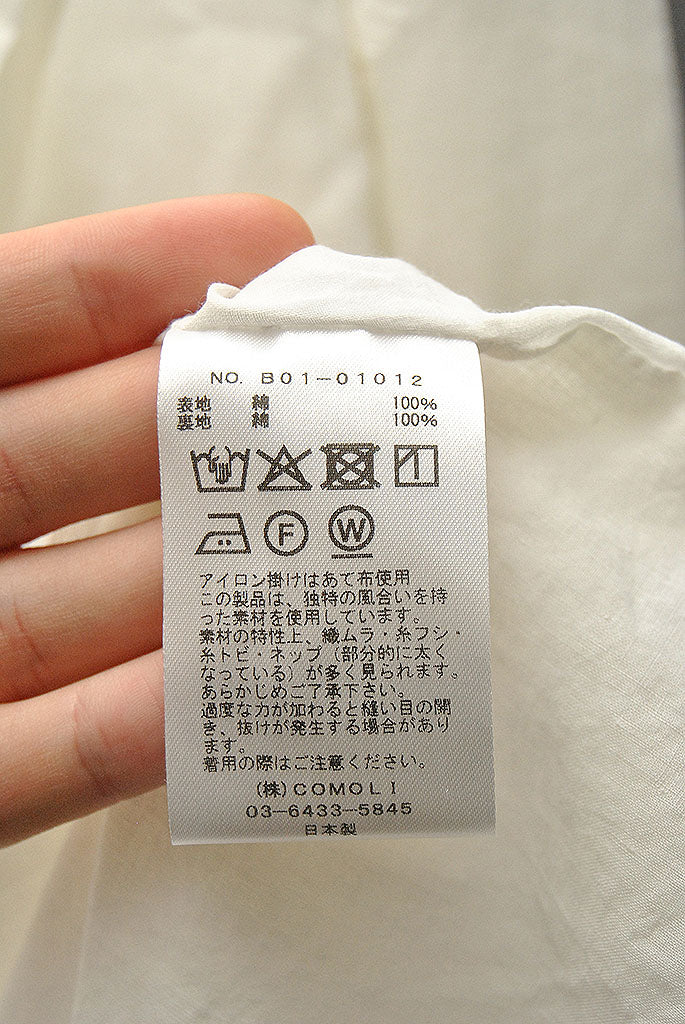 NO. B01-01012
表地 綿 100%
裏地 綿 100%
F W
アイロン掛けはあて布使用
この製品は、独特の風合いを持
った素材を使用しています。
素材の特性上、織ムラ・糸フシ・
糸トビ・ネップ（部分的に太く
なっている）が多く見られます。
あらかじめご了承下さい。
過度な力が加わると縫い目の開
き、抜けが発生する場合があり
ます。
着用の際はご注意ください。
(株)COMOLI
03-6433-5845
日本製